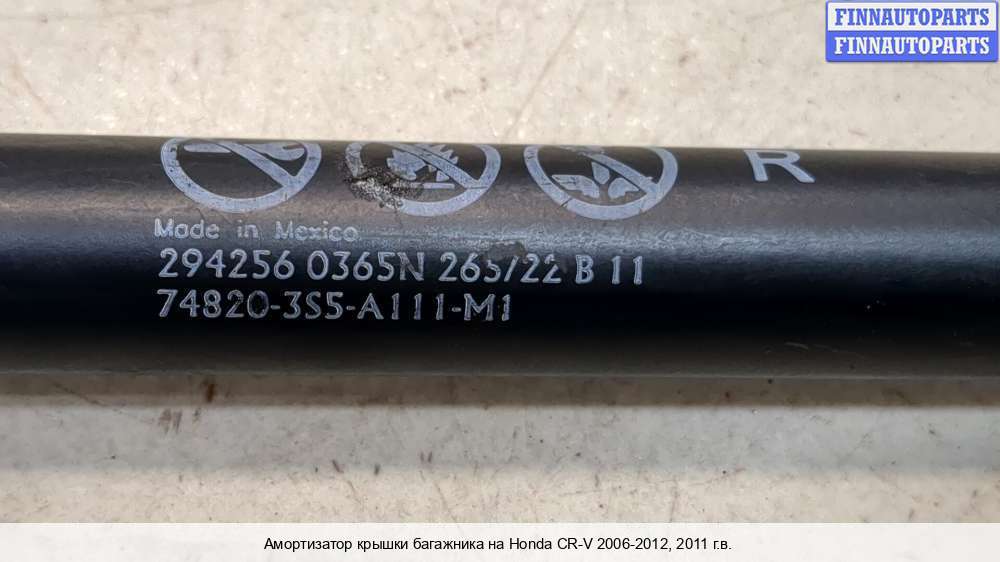 FINNAUTOPARTS
FINNAUTOPARTS
R
Made in Mexico
294256 0365N 265/22 B 11
74820-3S5-A111-M1
Амортизатор крышки багажника на Honda CR-V 2006-2012, 2011 г.в.